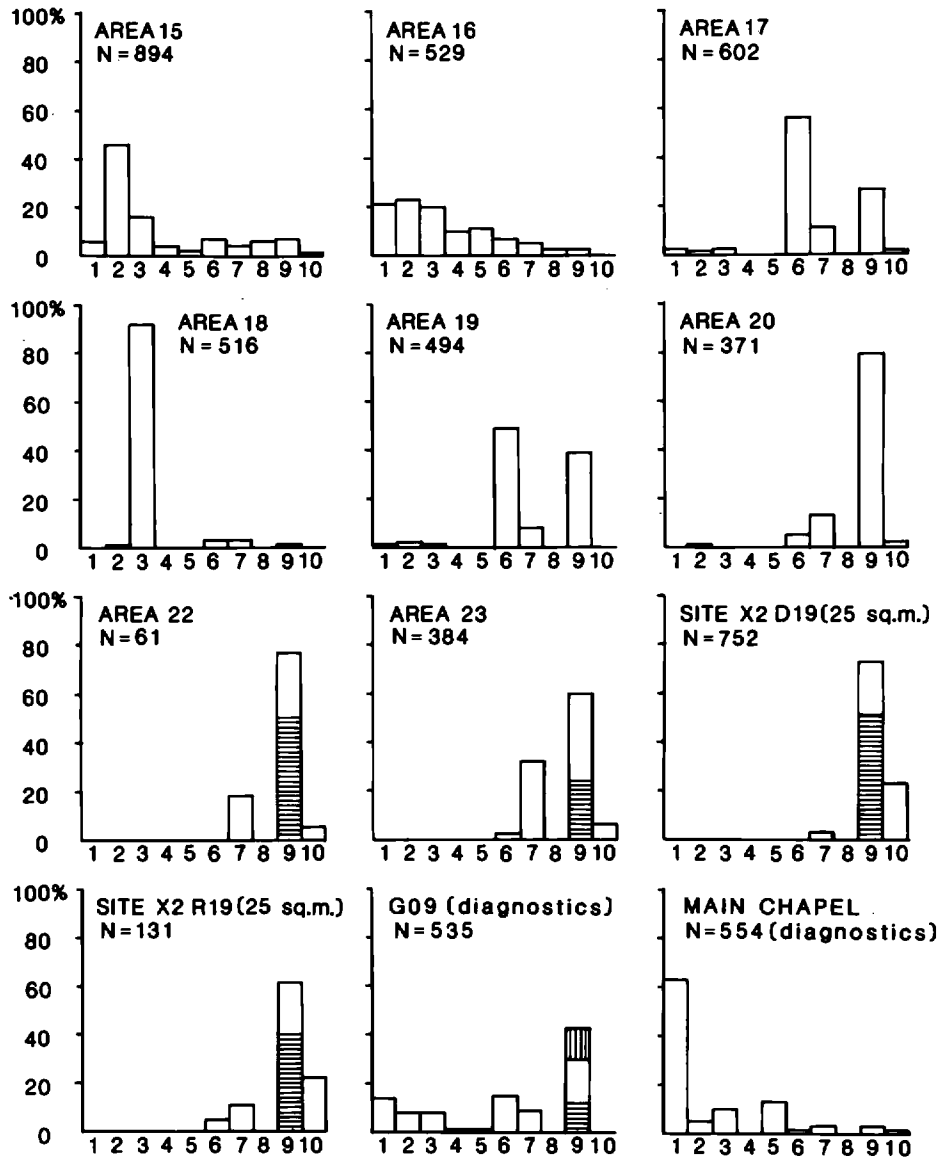 100%
80
60
40
20
0
AREA 15
N = 894
1 2 3 4 5 6 7 8 9 10
AREA 16
N = 529
1 2 3 4 5 6 7 8 9 10
AREA 17
N = 602
1 2 3 4 5 6 7 8 9 10
100%
80
60
40
20
0
AREA 18
N = 516
1 2 3 4 5 6 7 8 9 10
AREA 19
N = 494
1 2 3 4 5 6 7 8 9 10
AREA 20
N = 371
1 2 3 4 5 6 7 8 9 10
100%
80
60
40
20
0
AREA 22
N = 61
1 2 3 4 5 6 7 8 9 10
AREA 23
N = 384
1 2 3 4 5 6 7 8 9 10
SITE X2 D19 (25 sq.m.)
N = 752
1 2 3 4 5 6 7 8 9 10
100%
80
60
40
20
0
SITE X2 R19 (25 sq.m.)
N = 131
1 2 3 4 5 6 7 8 9 10
G09 (diagnostics)
N = 535
1 2 3 4 5 6 7 8 9 10
MAIN CHAPEL
N=554 (diagnostics)
1 2 3 4 5 6 7 8 9 10